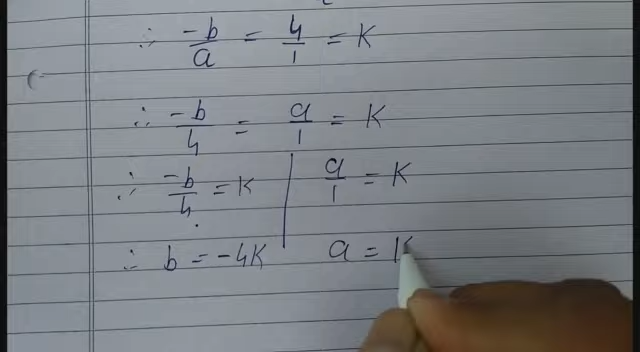 ∴ -b/a = 4/1 = K
∴ -b/4 = a/1 = K
∴ -b/4 = K | a/1 = K
∴ b = -4K a = K